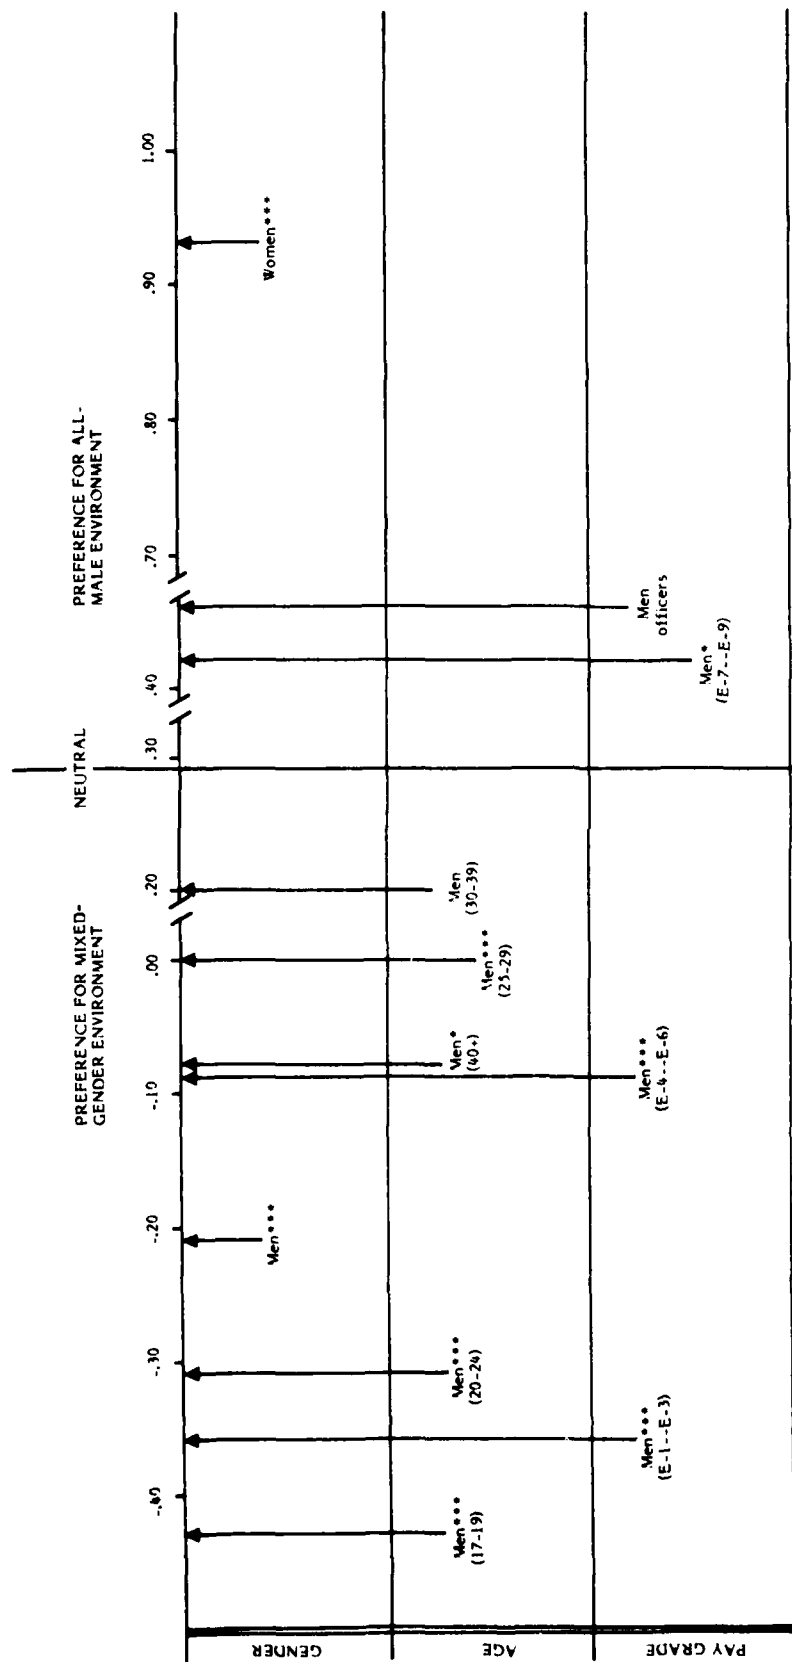 PREFERENCE FOR MIXED-
GENDER ENVIRONMENT
NEUTRAL
PREFERENCE FOR ALL-
MALE ENVIRONMENT
-.40
-.30
-.20
-.10
.00
.20
.30
.40
.70
.80
.90
1.00
GENDER
Men***
Women***
AGE
Men***
(17-19)
Men***
(20-24)
Men*
(40+)
Men***
(25-29)
Men
(30-39)
PAY GRADE
Men***
(E-1--E-3)
Men***
(E-4--E-6)
Men*
(E-7--E-9)
Men
officers